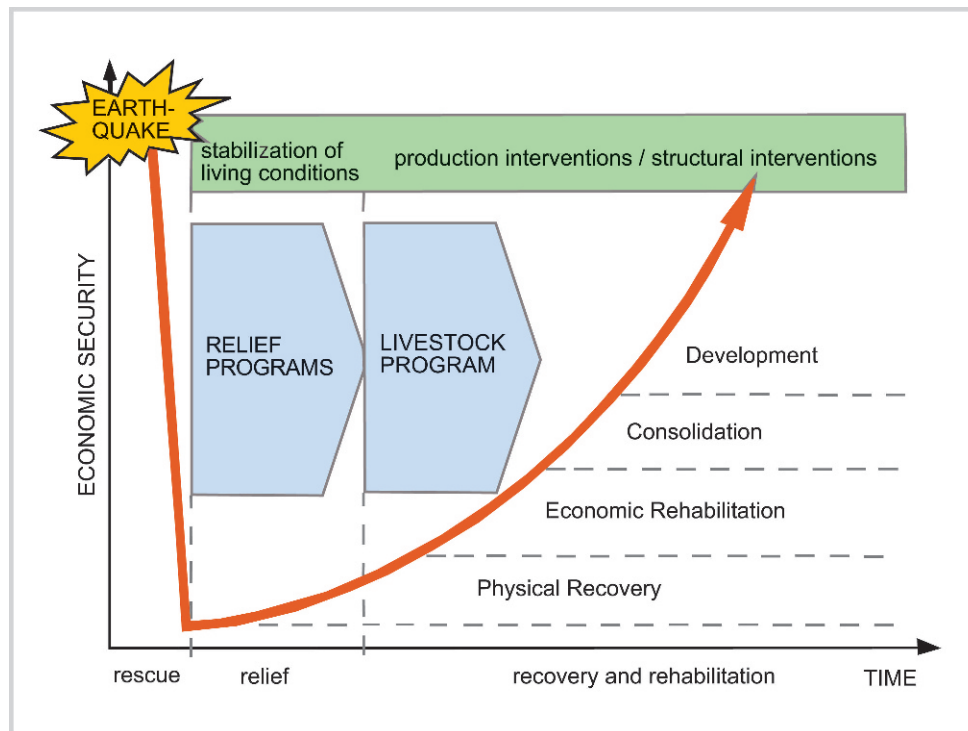 EARTH-
QUAKE
stabilization of
living conditions
production interventions / structural interventions
ECONOMIC SECURITY
RELIEF
PROGRAMS
LIVESTOCK
PROGRAM
Development
Consolidation
Economic Rehabilitation
Physical Recovery
rescue
relief
recovery and rehabilitation
TIME